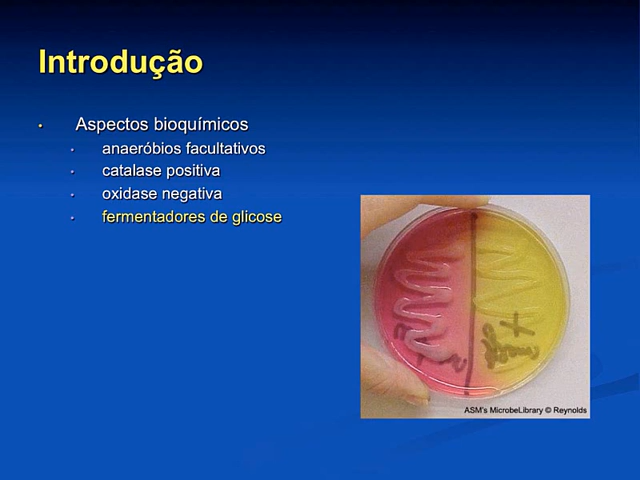 Introdução
• Aspectos bioquímicos
• anaeróbios facultativos
• catalase positiva
• oxidase negativa
• fermentadores de glicose
ASM's MicrobeLibrary © Reynolds